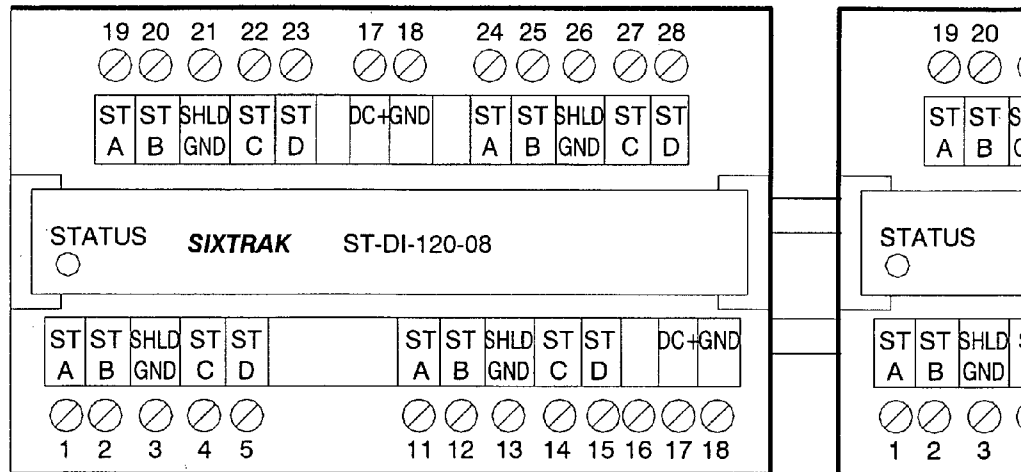 19 20 21 22 23 17 18 24 25 26 27 28
ST ST SHLD ST ST DC+ GND ST ST SHLD ST ST
A B GND C D A B GND C D
STATUS SIXTRAK ST-DI-120-08
ST ST SHLD ST ST ST ST SHLD ST ST DC+ GND
A B GND C D A B GND C D
1 2 3 4 5 11 12 13 14 15 16 17 18
19 20
ST ST S
A B
STATUS
ST ST SHLD S
A B GND
1 2 3